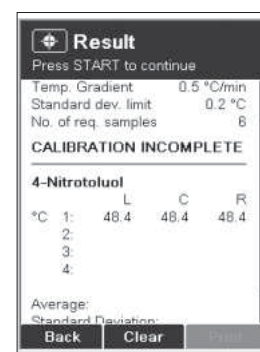 Result
Press START to continue
Temp. Gradient 0.5 °C/min
Standard dev. limit 0.2 °C
No. of req. samples 6
CALIBRATION INCOMPLETE
4-Nitrotoluol
L C R
°C 1: 48.4 48.4 48.4
2:
3:
4:
Average:
Standard Deviation:
Back Clear Print